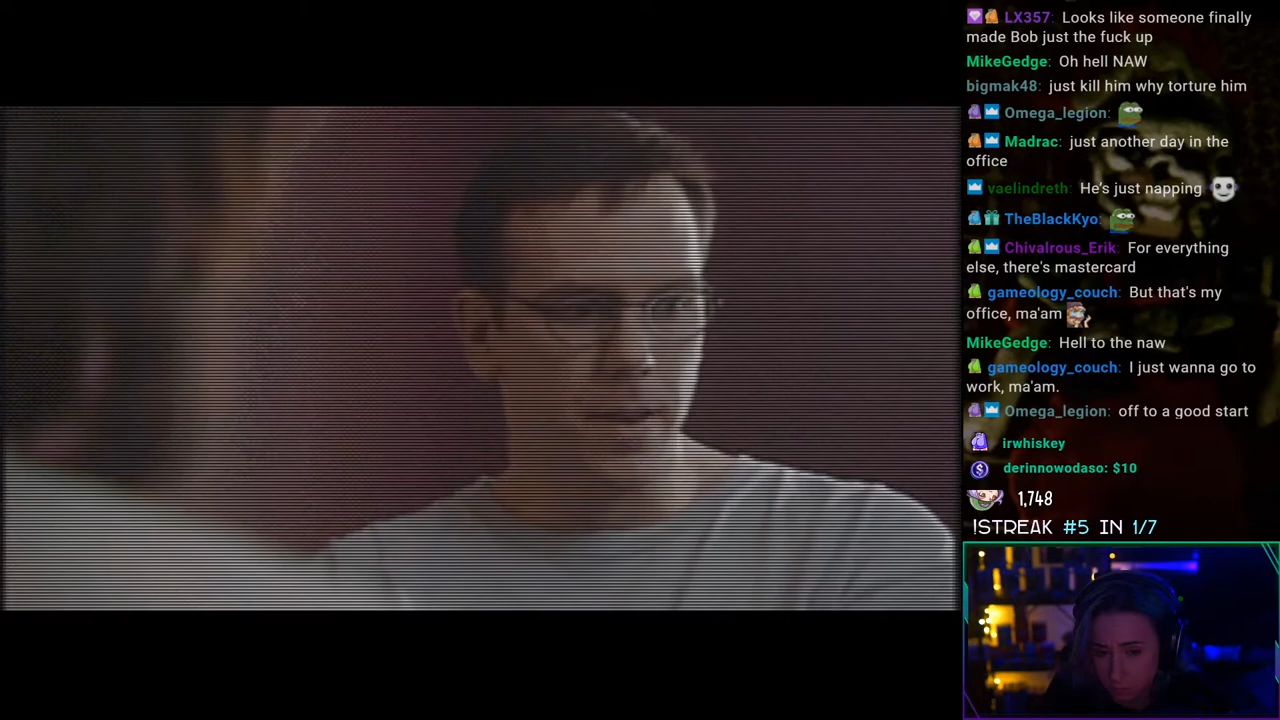 LX357: Looks like someone finally
made Bob just the fuck up
MikeGedge: Oh hell NAW
bigmak48: just kill him why torture him
Omega_legion:
Madrac: just another day in the
office
vaelindreth: He's just napping
TheBlackKyo:
Chivalrous_Erik: For everything
else, there's mastercard
gameology_couch: But that's my
office, ma'am
MikeGedge: Hell to the naw
gameology_couch: I just wanna go to
work, ma'am.
Omega_legion: off to a good start
irwhiskey
derinnowodaso: $10
1,748
!STREAK #5 IN 1/7